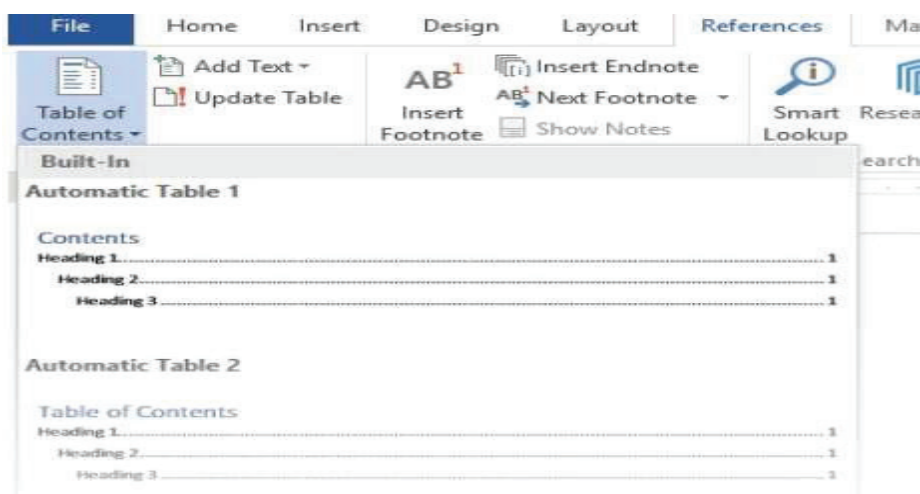 File Home Insert Design Layout References Ma
Table of Contents
Add Text
Update Table
AB1 Insert Footnote
Insert Endnote
AB1 Next Footnote
Show Notes
Smart Lookup
Resea
earch
Built-In
Automatic Table 1
Contents
Heading 1 1
Heading 2 1
Heading 3 1
Automatic Table 2
Table of Contents
Heading 1 1
Heading 2 1
Heading 3 1